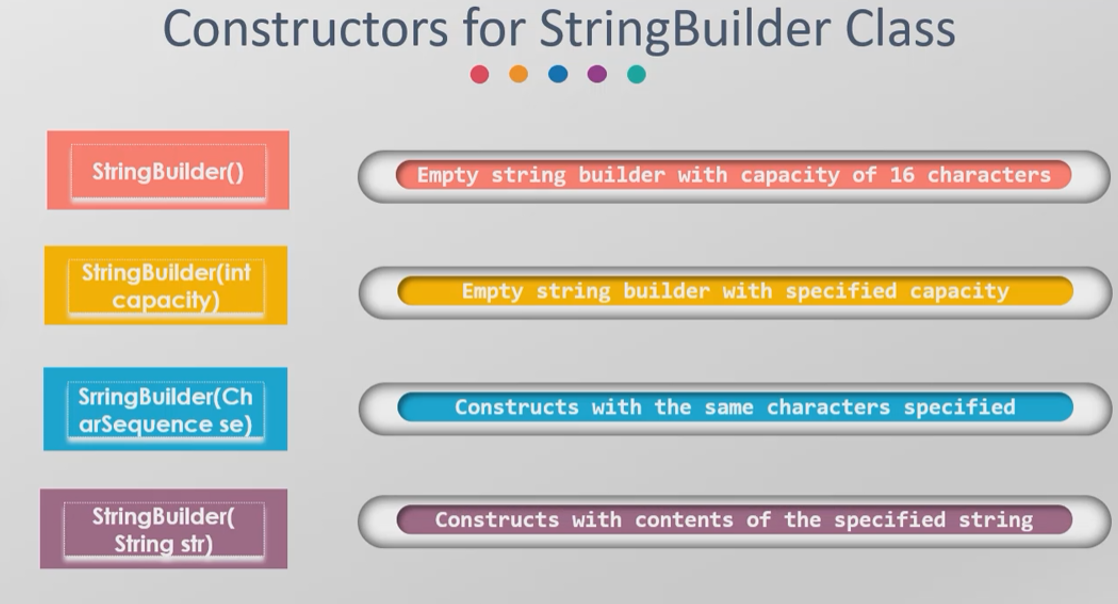 Constructors for StringBuilder Class
StringBuilder()
Empty string builder with capacity of 16 characters
StringBuilder(int
capacity)
Empty string builder with specified capacity
SrringBuilder(Ch
arSequence se)
Constructs with the same characters specified
StringBuilder(
String str)
Constructs with contents of the specified string